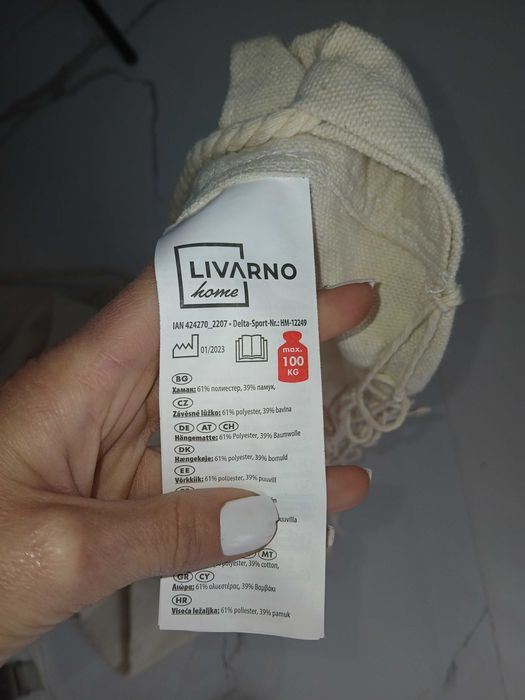 LIVARNO
home
IAN 424270_2207 • Delta-Sport-Nr.: HM-12249
01/2023
max.
100
KG
BG
Хамак: 61% полиестер, 39% памук,
CZ
Závěsné lůžko: 61% polyester, 39% bavlna
DE AT CH
Hängematte: 61% Polyester, 39% Baumwolle
DK
Hængekøje: 61% polyester, 39% bomuld
EE
Võrkkiik: 61% polüester, 39% puuvill
puuvilla
MT
polyester, 39% cotton,
GR CY
Αιώρα: 61% πολυεστέρας, 39% Βαμβάκι
HR
Viseća ležaljka: 61% poliester, 39% pamuk